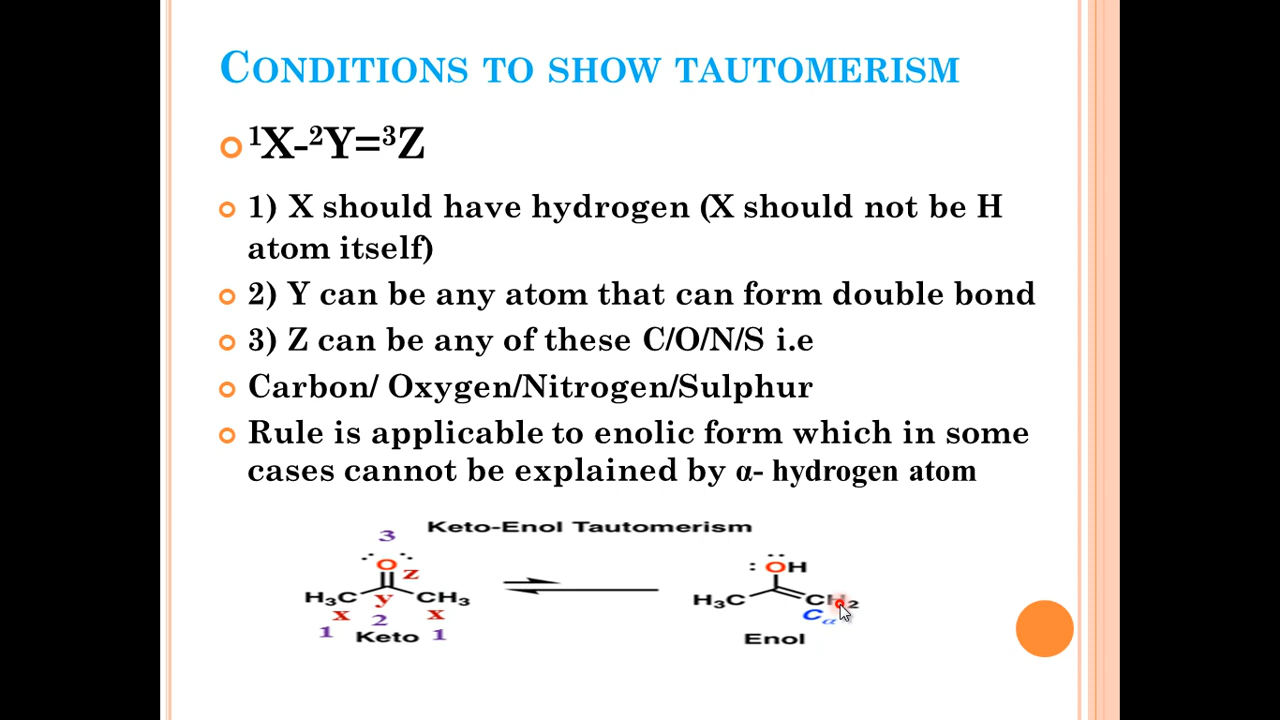 CONDITIONS TO SHOW TAUTOMERISM
¹X-²Y=³Z
1) X should have hydrogen (X should not be H
atom itself)
2) Y can be any atom that can form double bond
3) Z can be any of these C/O/N/S i.e
Carbon/ Oxygen/Nitrogen/Sulphur
Rule is applicable to enolic form which in some
cases cannot be explained by α- hydrogen atom
Keto-Enol Tautomerism
3
O
z
H₃C y CH₃
x x
1 2 1
Keto
:OH
H₃C CH₂
Cα
Enol